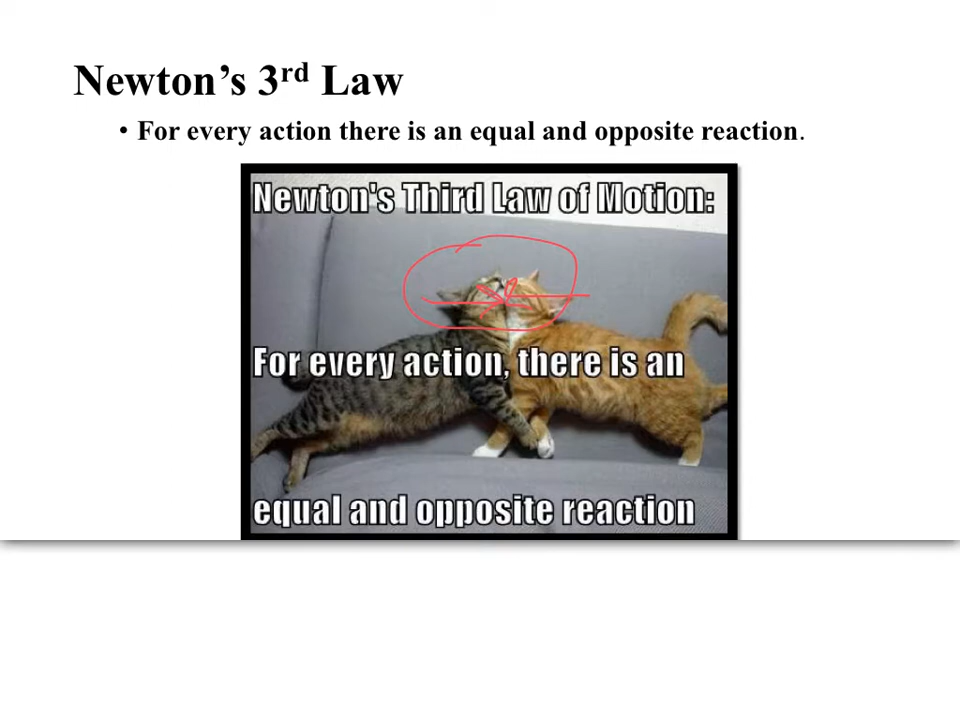 Newton’s 3rd Law
• For every action there is an equal and opposite reaction.
Newton's Third Law of Motion:
For every action, there is an
equal and opposite reaction